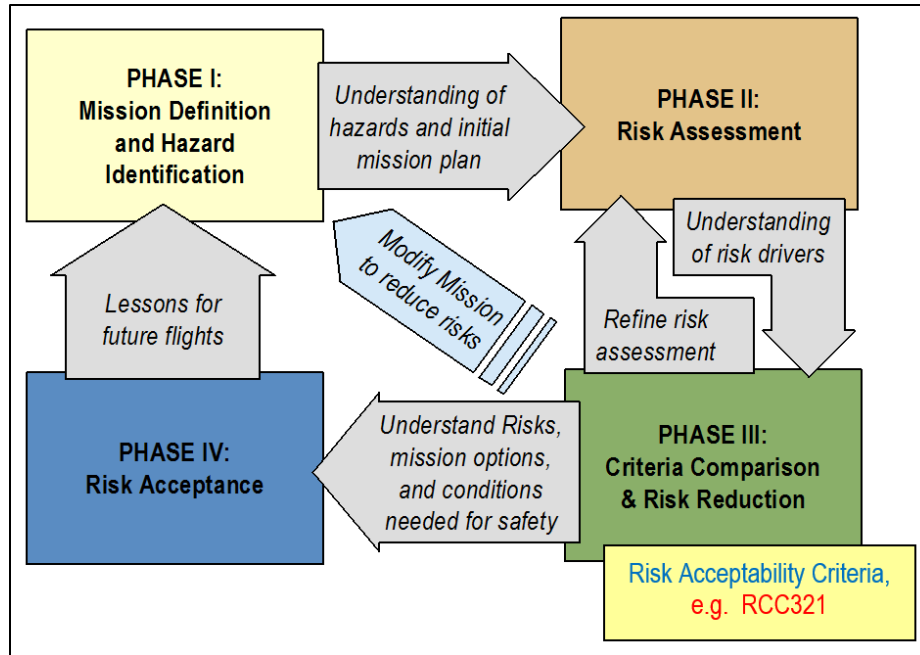 PHASE I:
Mission Definition
and Hazard
Identification
Understanding of
hazards and initial
mission plan
PHASE II:
Risk Assessment
Understanding
of risk drivers
Modify Mission
to reduce risks
Lessons for
future flights
Refine risk
assessment
PHASE IV:
Risk Acceptance
Understand Risks,
mission options,
and conditions
needed for safety
PHASE III:
Criteria Comparison
& Risk Reduction
Risk Acceptability Criteria,
e.g. RCC321